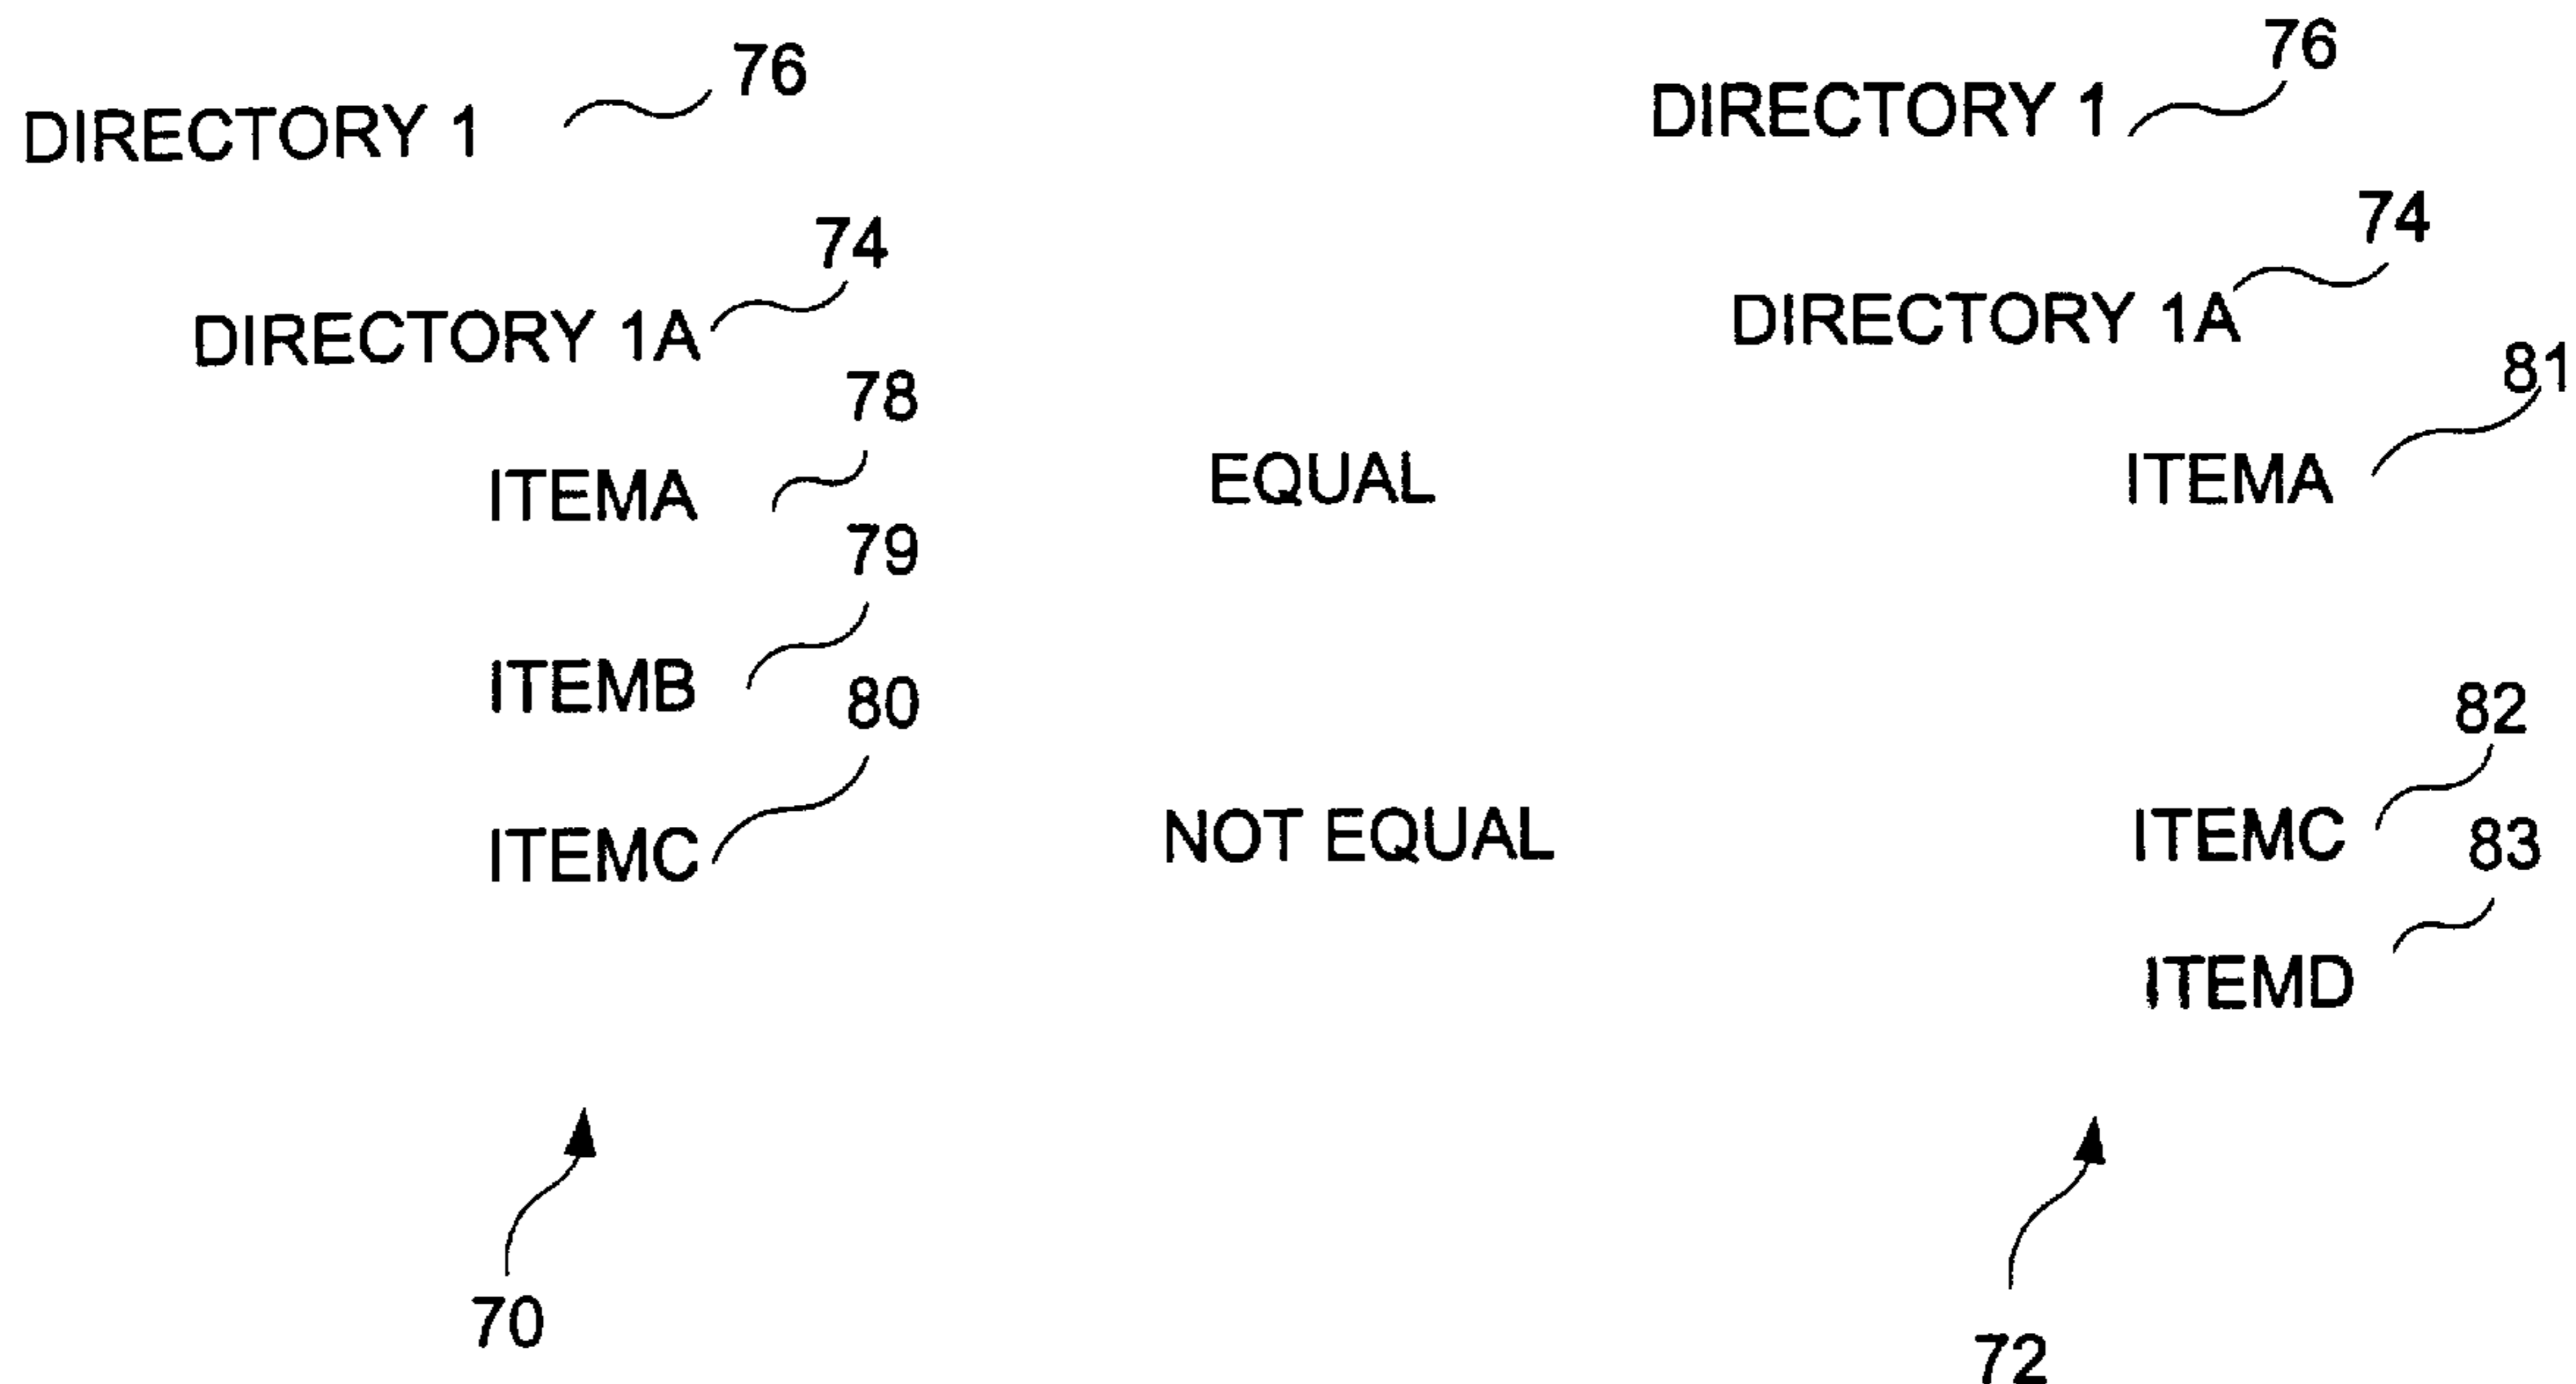 76
DIRECTORY 1
74
DIRECTORY 1A
78
ITEMA
79
ITEMB
80
ITEMC
70
EQUAL
NOT EQUAL
76
DIRECTORY 1
74
DIRECTORY 1A
81
ITEMA
82
ITEMC
83
ITEMD
72